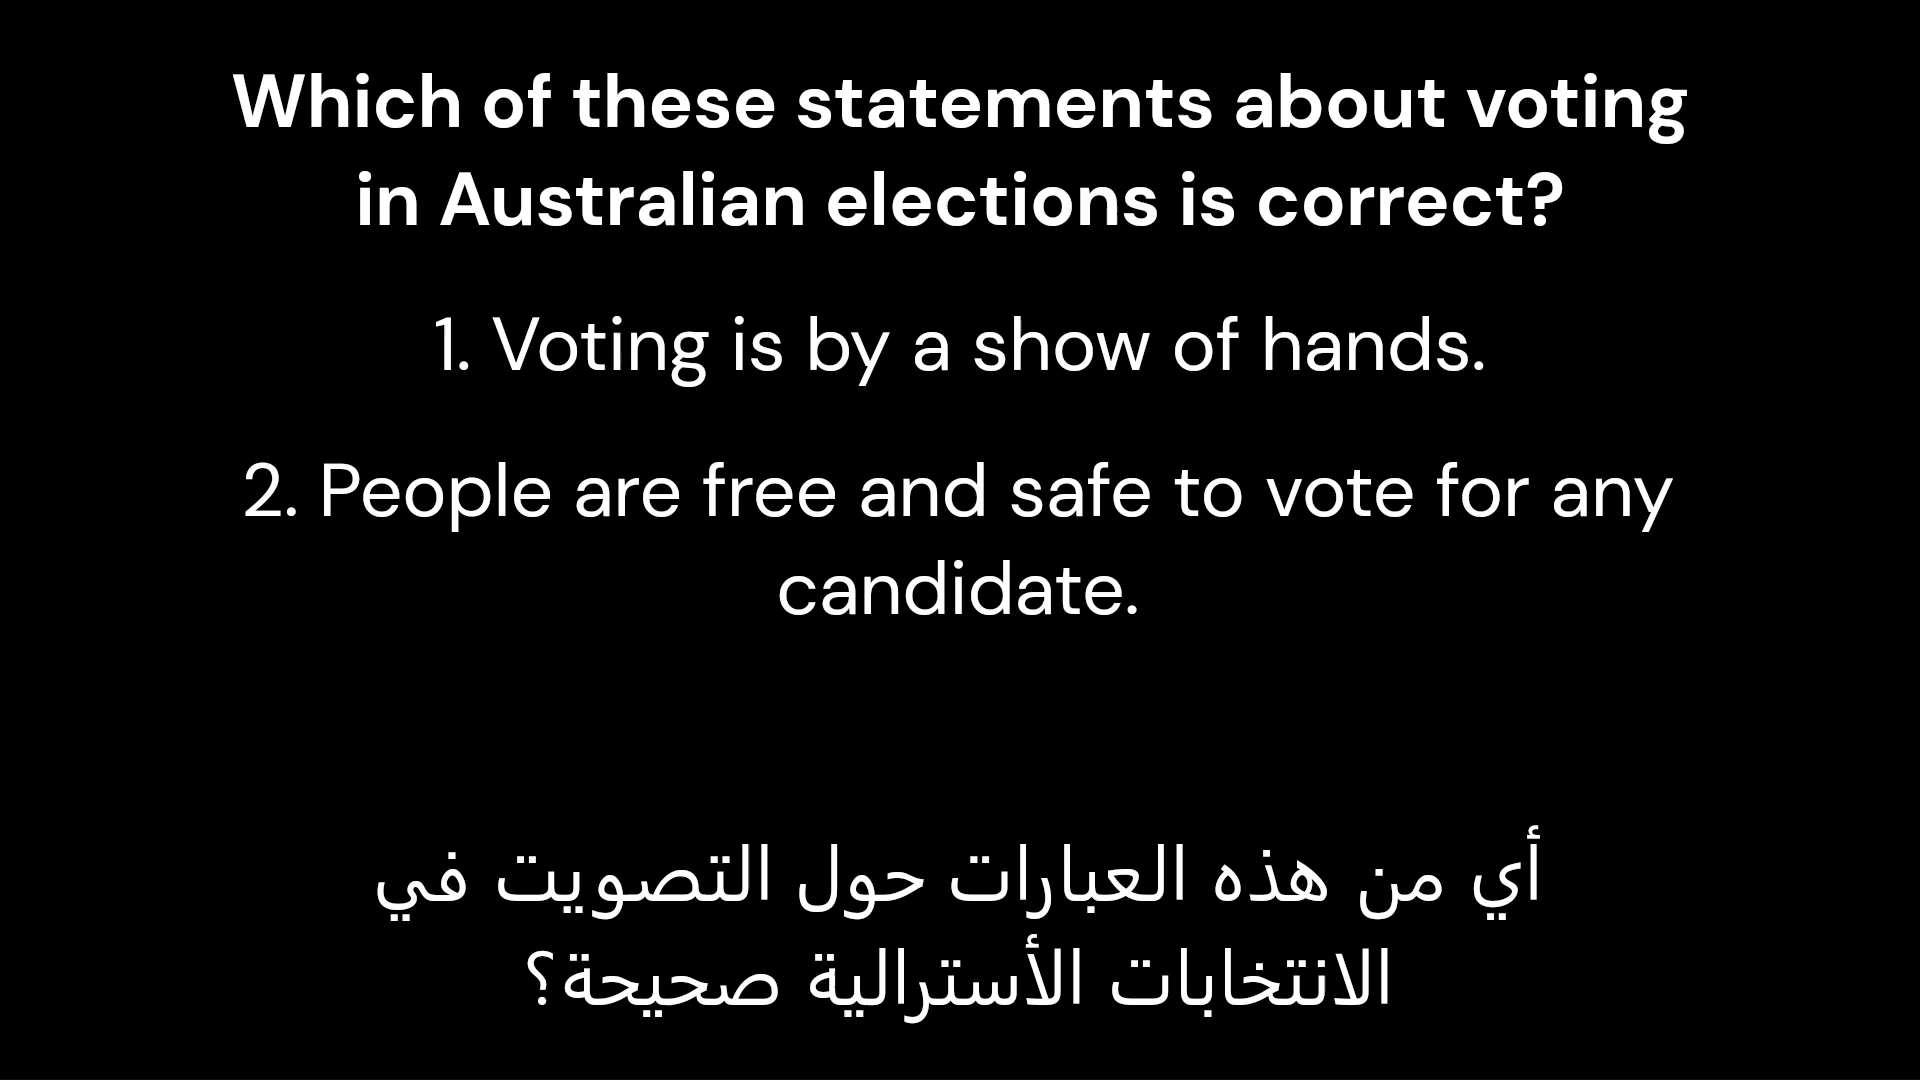 Which of these statements about voting
in Australian elections is correct?
1. Voting is by a show of hands.
2. People are free and safe to vote for any
candidate.
أي من هذه العبارات حول التصويت في
الانتخابات الأسترالية صحيحة؟